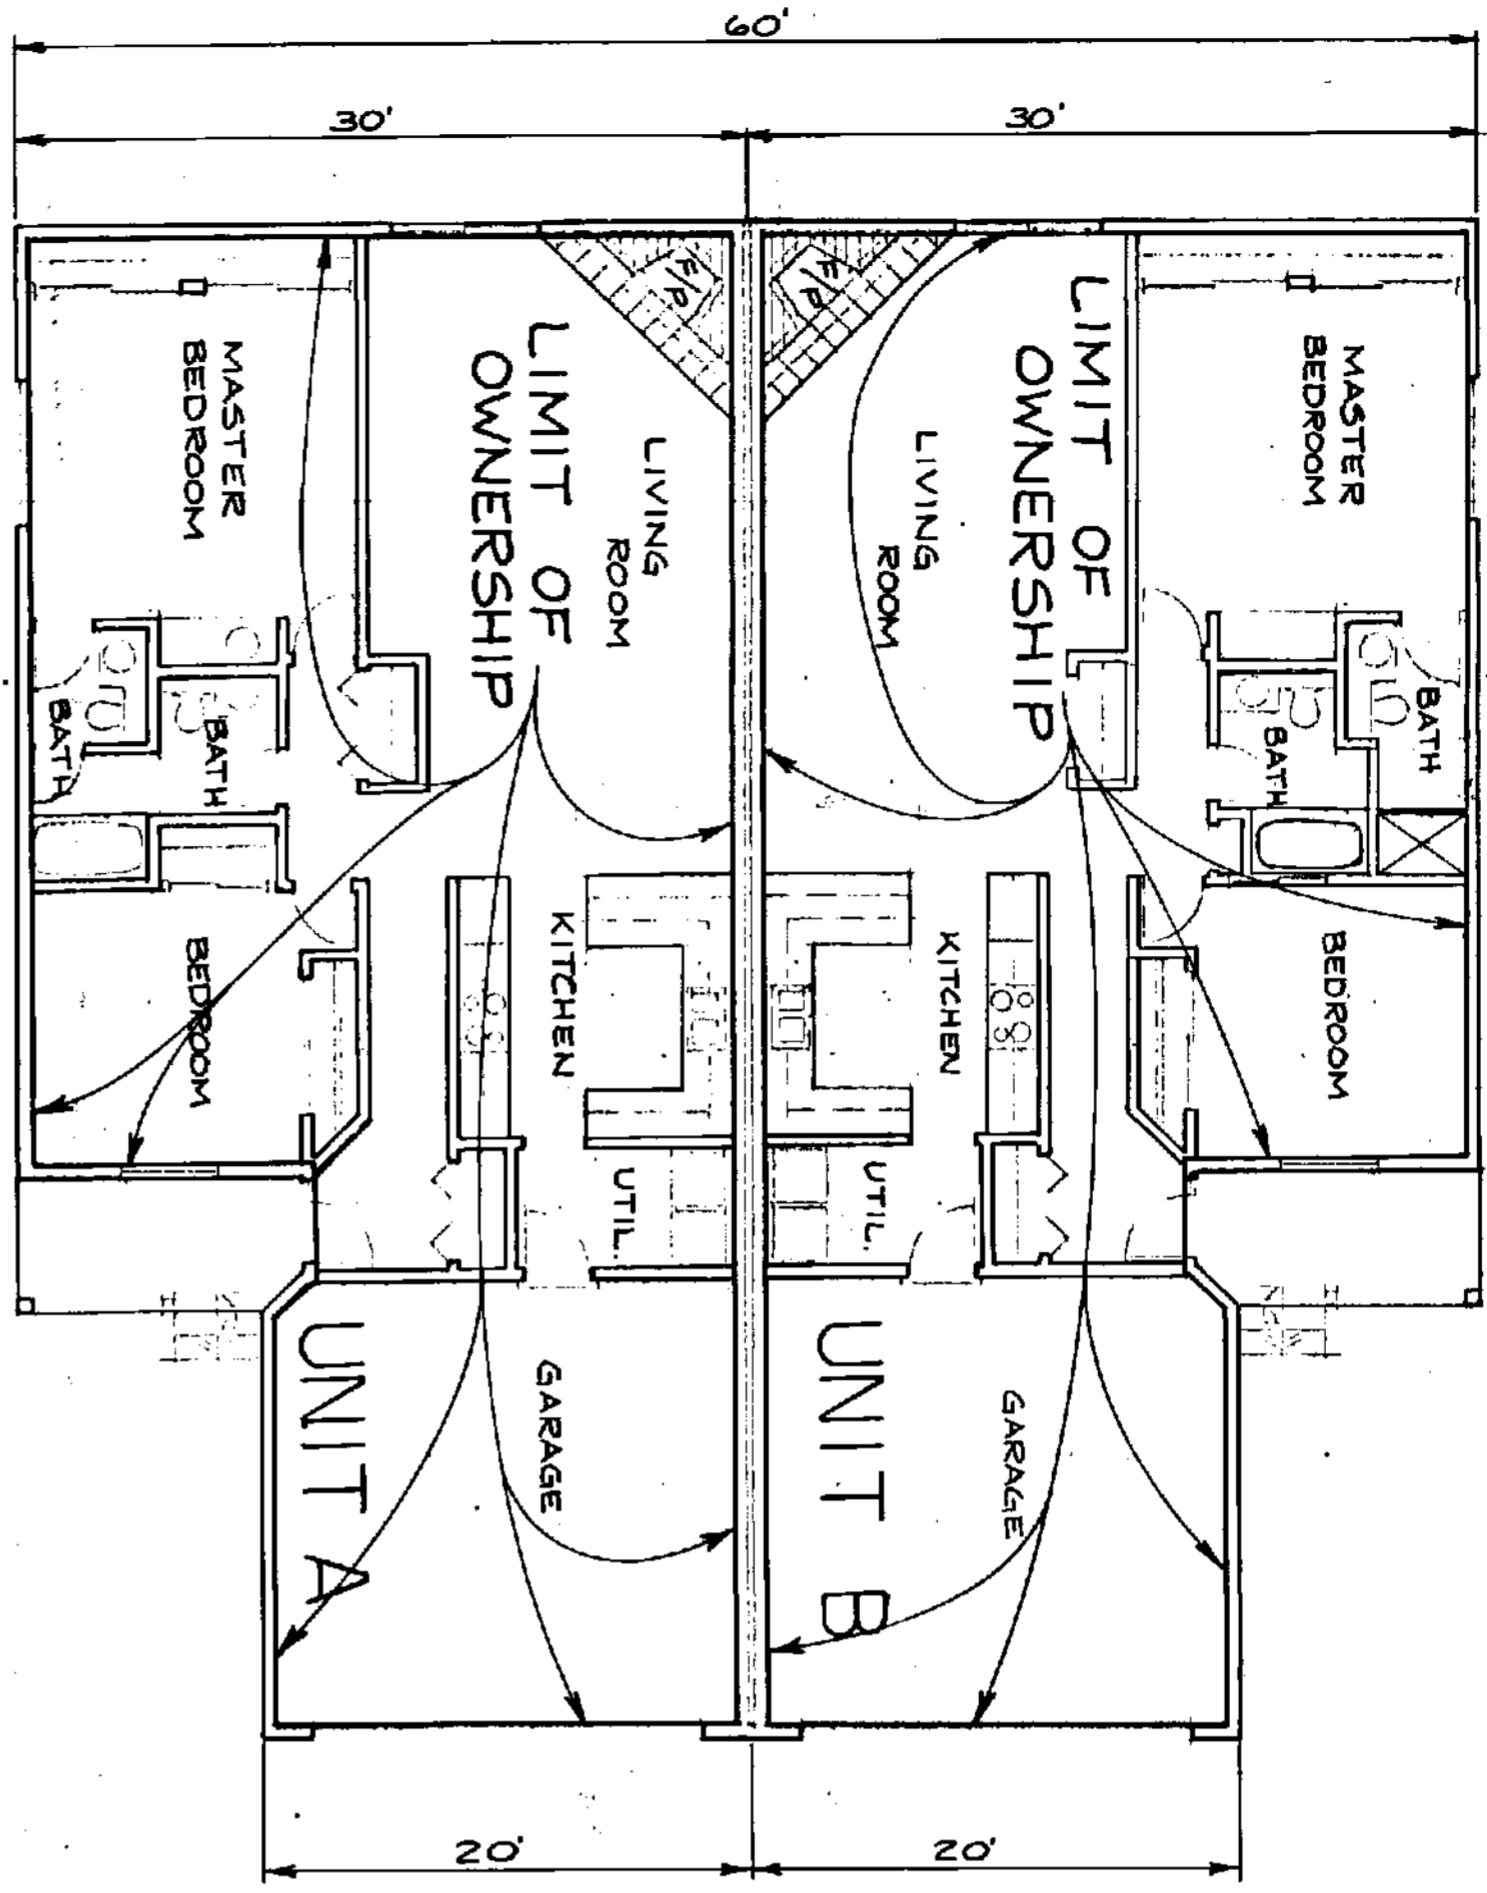 60'
30'
30'
F/P
F/P
MASTER
BEDROOM
LIMIT OF
OWNERSHIP
LIVING
ROOM
LIVING
ROOM
LIMIT OF
OWNERSHIP
MASTER
BEDROOM
BATH
BATH
BATH
BATH
BEDROOM
KITCHEN
KITCHEN
BEDROOM
UTIL.
UTIL.
UNIT A
GARAGE
UNIT B
GARAGE
20'
20'